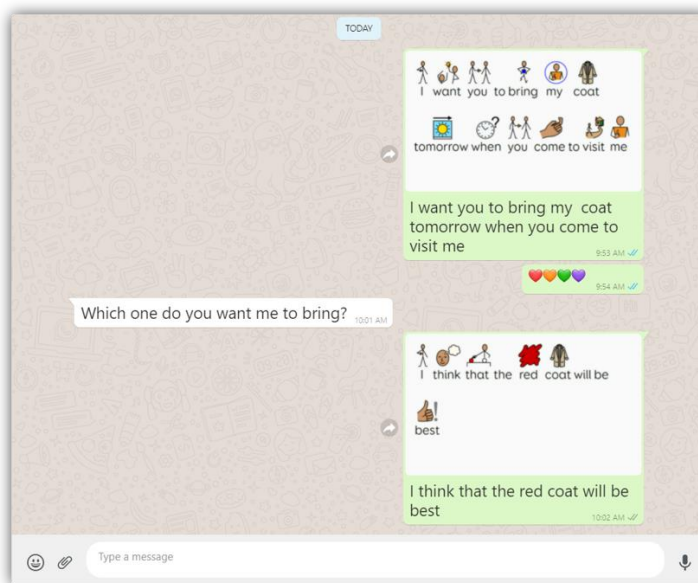 TODAY
I want you to bring my coat
tomorrow when you come to visit me
I want you to bring my coat
tomorrow when you come to
visit me
9:53 AM
9:54 AM
Which one do you want me to bring?
10:01 AM
I think that the red coat will be
best
I think that the red coat will be
best
10:02 AM
Type a message